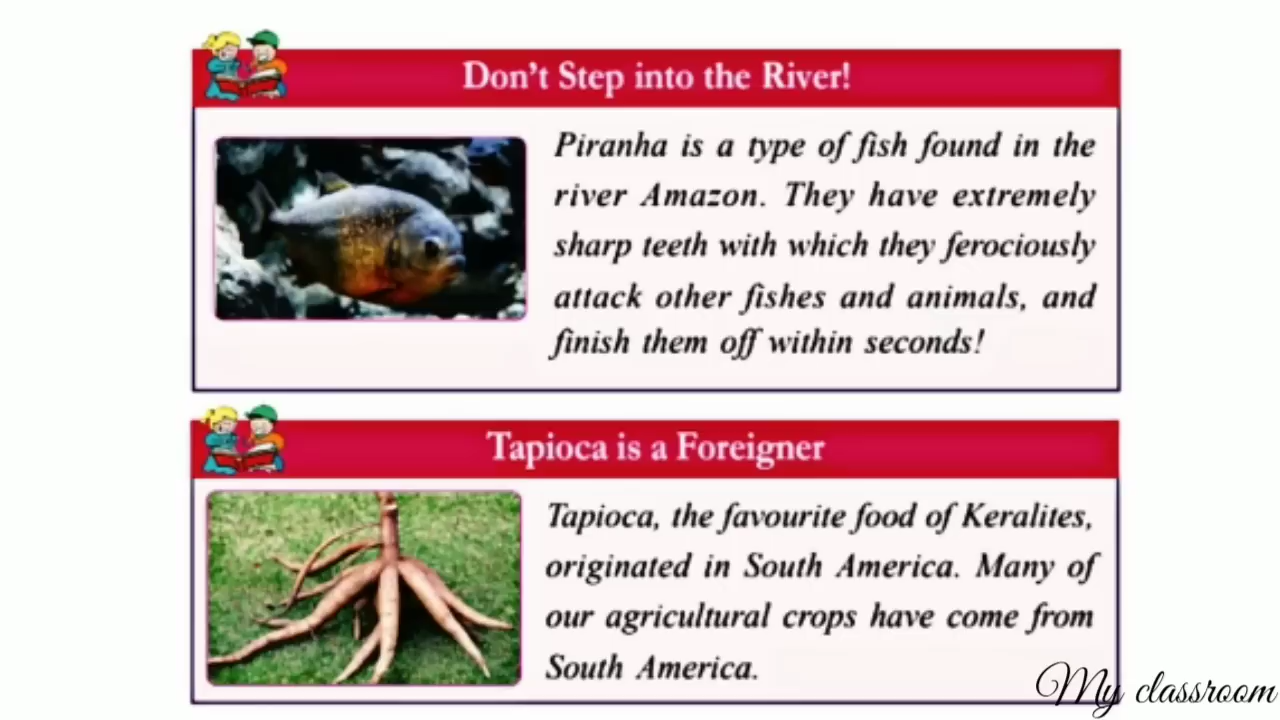 Don't Step into the River!
Piranha is a type of fish found in the
river Amazon. They have extremely
sharp teeth with which they ferociously
attack other fishes and animals, and
finish them off within seconds!
Tapioca is a Foreigner
Tapioca, the favourite food of Keralites,
originated in South America. Many of
our agricultural crops have come from
South America.
My classroom